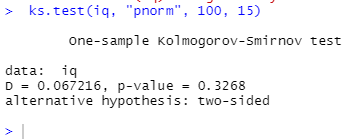 > ks.test(iq, "pnorm", 100, 15)
One-sample Kolmogorov-Smirnov test
data: iq
D = 0.067216, p-value = 0.3268
alternative hypothesis: two-sided
>